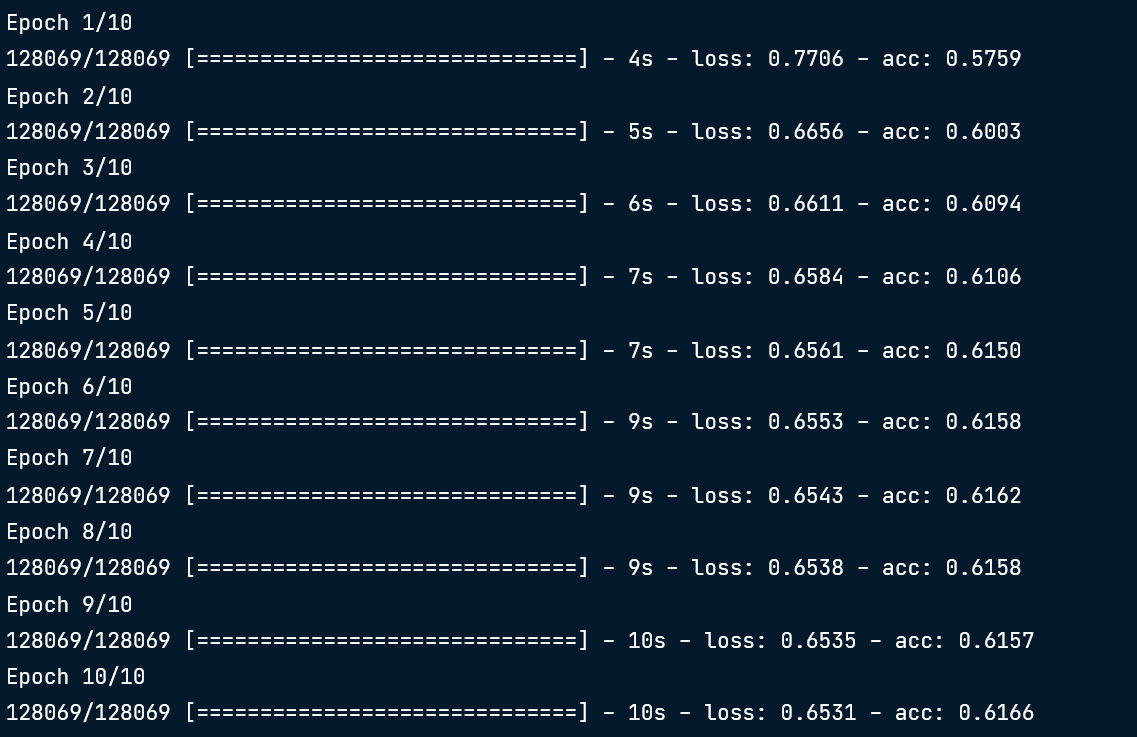 Epoch 1/10
128069/128069 [==============================] - 4s - loss: 0.7706 - acc: 0.5759
Epoch 2/10
128069/128069 [==============================] - 5s - loss: 0.6656 - acc: 0.6003
Epoch 3/10
128069/128069 [==============================] - 6s - loss: 0.6611 - acc: 0.6094
Epoch 4/10
128069/128069 [==============================] - 7s - loss: 0.6584 - acc: 0.6106
Epoch 5/10
128069/128069 [==============================] - 7s - loss: 0.6561 - acc: 0.6150
Epoch 6/10
128069/128069 [==============================] - 9s - loss: 0.6553 - acc: 0.6158
Epoch 7/10
128069/128069 [==============================] - 9s - loss: 0.6543 - acc: 0.6162
Epoch 8/10
128069/128069 [==============================] - 9s - loss: 0.6538 - acc: 0.6158
Epoch 9/10
128069/128069 [==============================] - 10s - loss: 0.6535 - acc: 0.6157
Epoch 10/10
128069/128069 [==============================] - 10s - loss: 0.6531 - acc: 0.6166